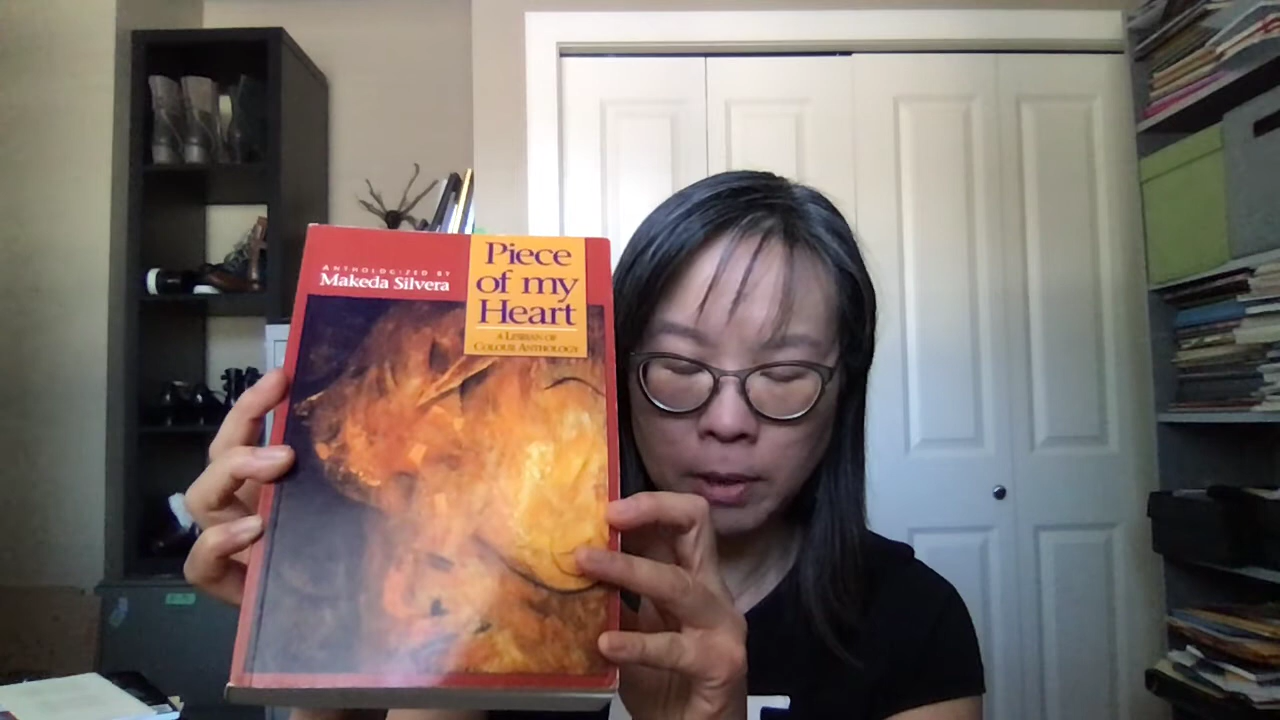 ANTHOLOGIZED BY
Makeda Silvera
Piece
of my
Heart
A LESBIAN OF
COLOUR ANTHOLOGY